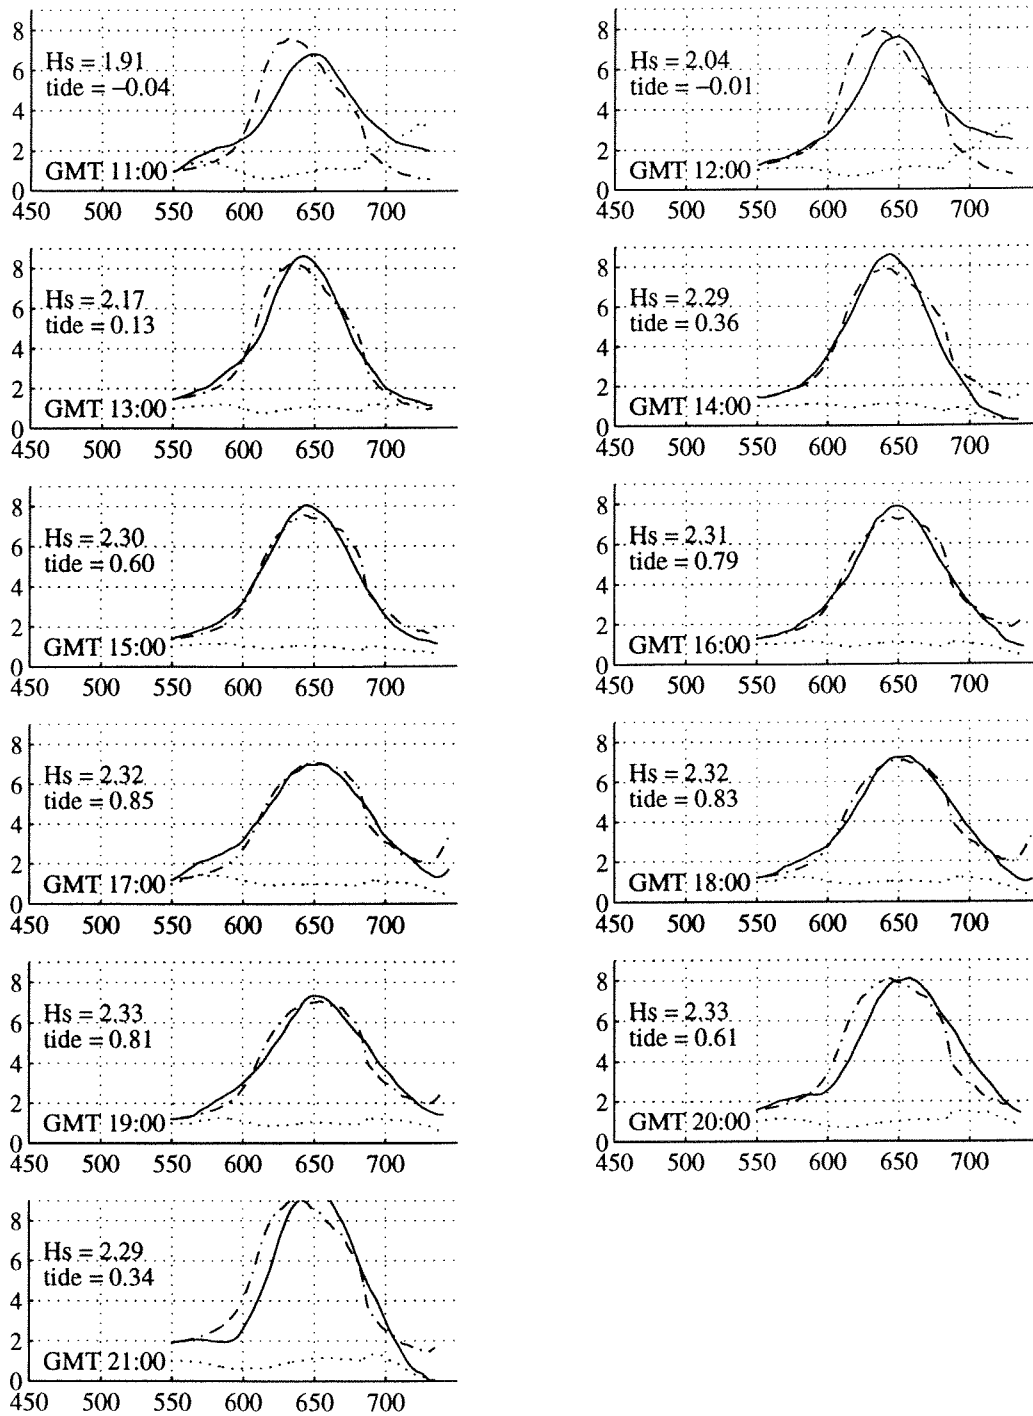 8
6
4
2
0
Hs = 1.91
tide = −0.04
GMT 11:00
450 500 550 600 650 700
8
6
4
2
0
Hs = 2.04
tide = −0.01
GMT 12:00
450 500 550 600 650 700
8
6
4
2
0
Hs = 2.17
tide = 0.13
GMT 13:00
450 500 550 600 650 700
8
6
4
2
0
Hs = 2.29
tide = 0.36
GMT 14:00
450 500 550 600 650 700
8
6
4
2
0
Hs = 2.30
tide = 0.60
GMT 15:00
450 500 550 600 650 700
8
6
4
2
0
Hs = 2.31
tide = 0.79
GMT 16:00
450 500 550 600 650 700
8
6
4
2
0
Hs = 2.32
tide = 0.85
GMT 17:00
450 500 550 600 650 700
8
6
4
2
0
Hs = 2.32
tide = 0.83
GMT 18:00
450 500 550 600 650 700
8
6
4
2
0
Hs = 2.33
tide = 0.81
GMT 19:00
450 500 550 600 650 700
8
6
4
2
0
Hs = 2.33
tide = 0.61
GMT 20:00
450 500 550 600 650 700
8
6
4
2
0
Hs = 2.29
tide = 0.34
GMT 21:00
450 500 550 600 650 700